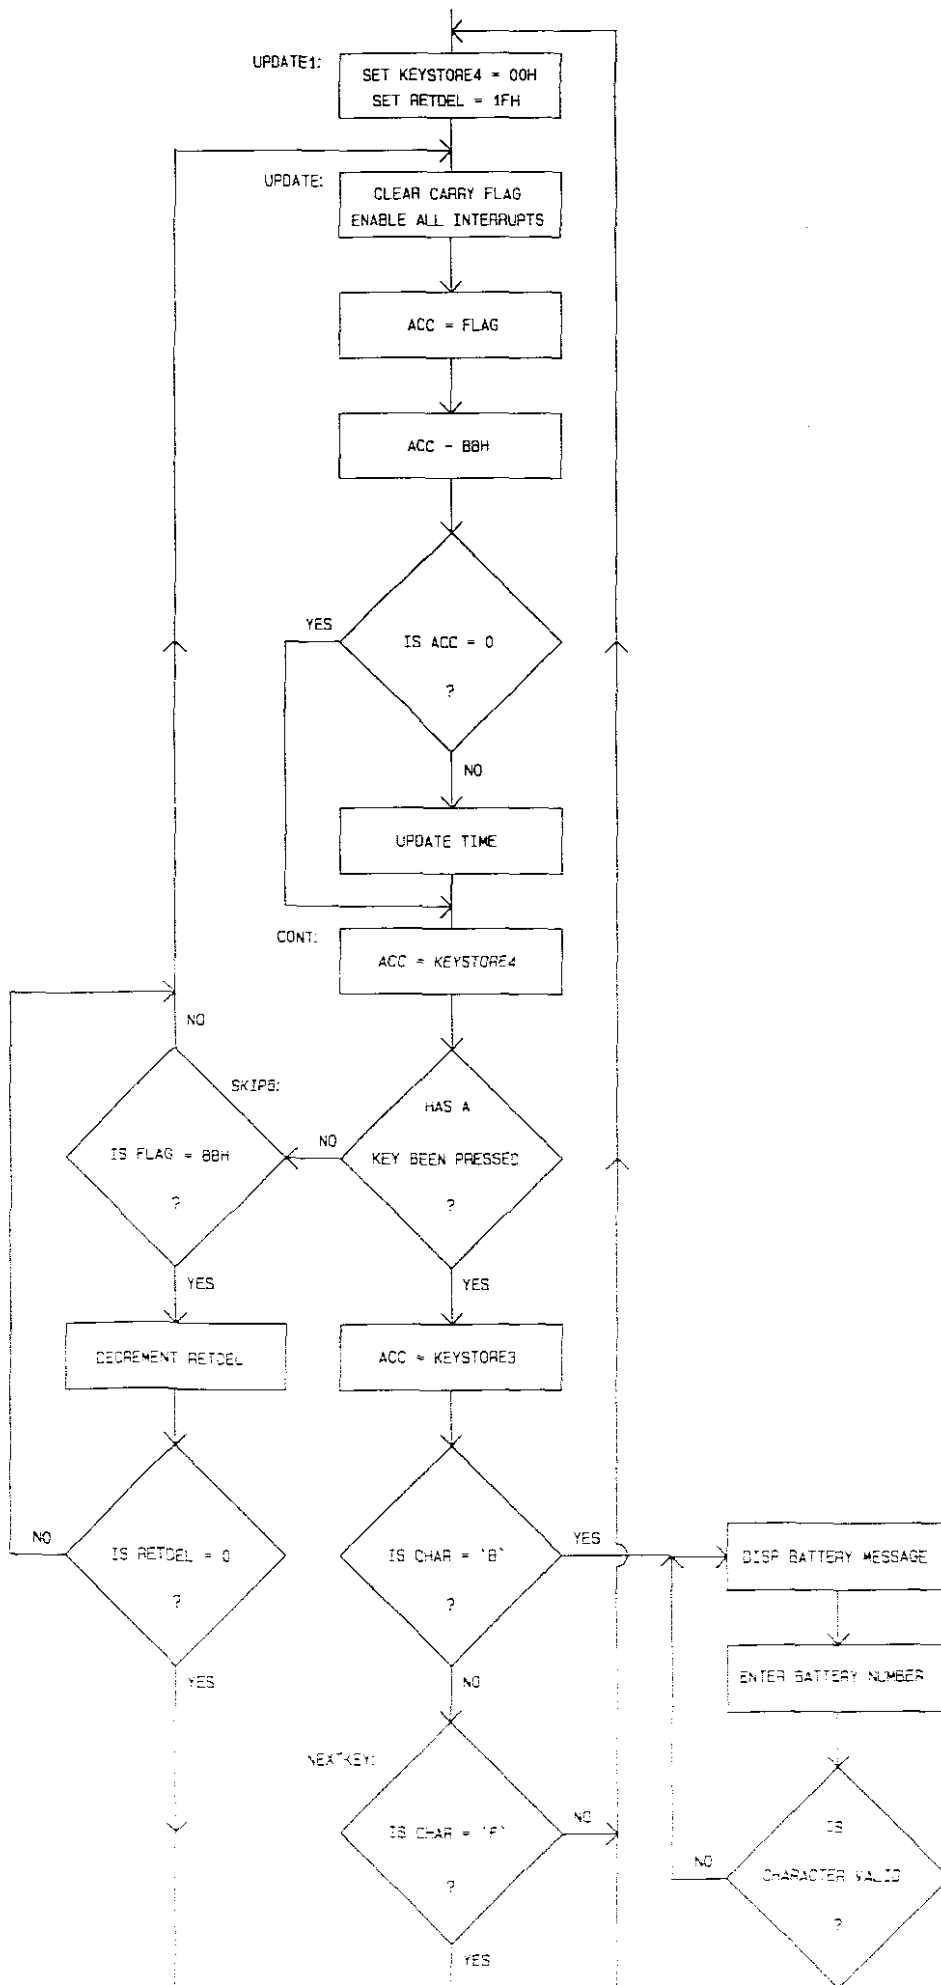 UPDATE1:
SET KEYSTORE4 = 00H
SET RETDEL = 1FH
UPDATE:
CLEAR CARRY FLAG
ENABLE ALL INTERRUPTS
ACC = FLAG
ACC - BBH
IS ACC = 0
?
YES
NO
UPDATE TIME
CONT:
ACC = KEYSTORE4
HAS A
KEY BEEN PRESSED
?
NO
YES
SKIP5:
IS FLAG = BBH
?
NO
YES
DECREMENT RETDEL
ACC = KEYSTORE3
IS RETDEL = 0
?
NO
YES
IS CHAR = 'B'
?
YES
NO
DISP BATTERY MESSAGE
ENTER BATTERY NUMBER
NEXTKEY:
IS CHAR = 'F'
?
NO
YES
IS
CHARACTER VALID
?
NO